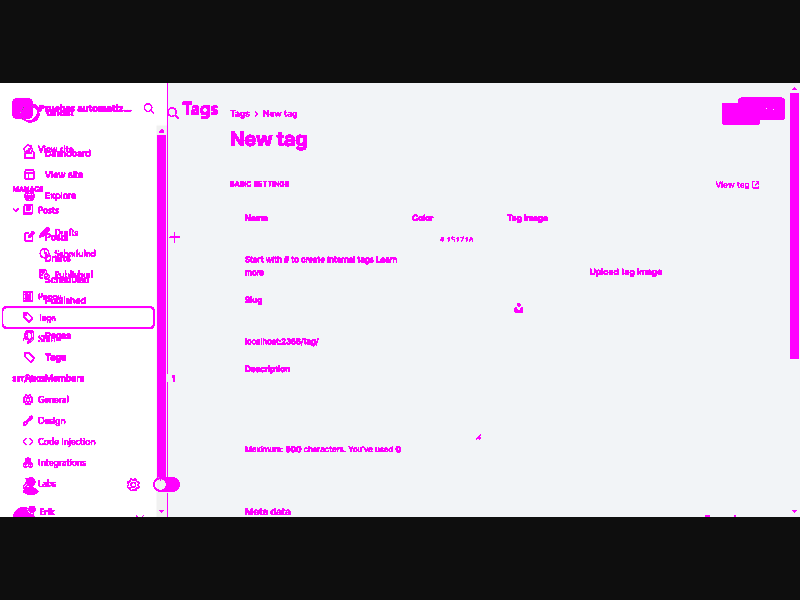 Pruebas automatiz...
Tags
Tags > New tag
New tag
View site
Dashboard
View site
MANAGE
Explore
BASIC SETTINGS
View tag
Posts
Name
Color
Tag image
Drafts
Posts
Scheduled
Drafts
Start with # to create internal tags Learn
more
Published
Scheduled
Upload tag image
Published
Slug
Tags
Pages
localhost:2368/tag/
Tags
Description
Members
1
General
Design
Code injection
Integrations
Maximum: 500 characters. You've used 0
Labs
Erik
Meta data